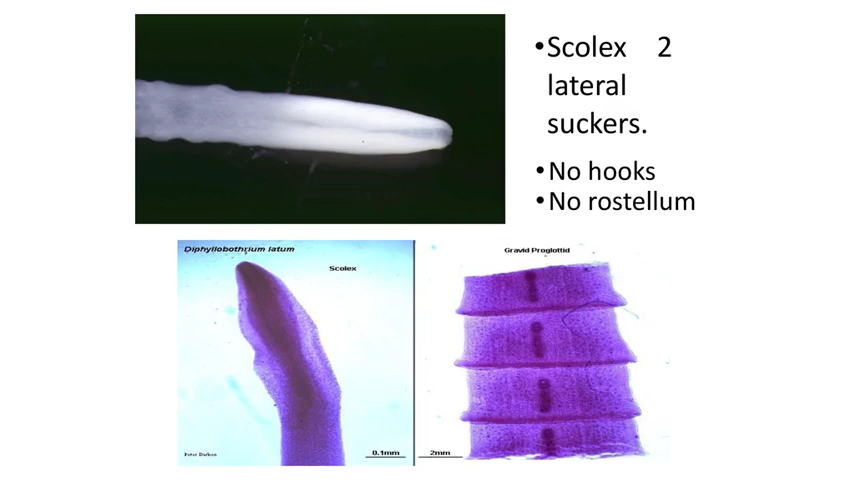 •Scolex 2
lateral
suckers.
•No hooks
•No rostellum
Diphyllobothrium latum
Scolex
Peter Darben
0.1mm
Gravid Proglottid
2mm